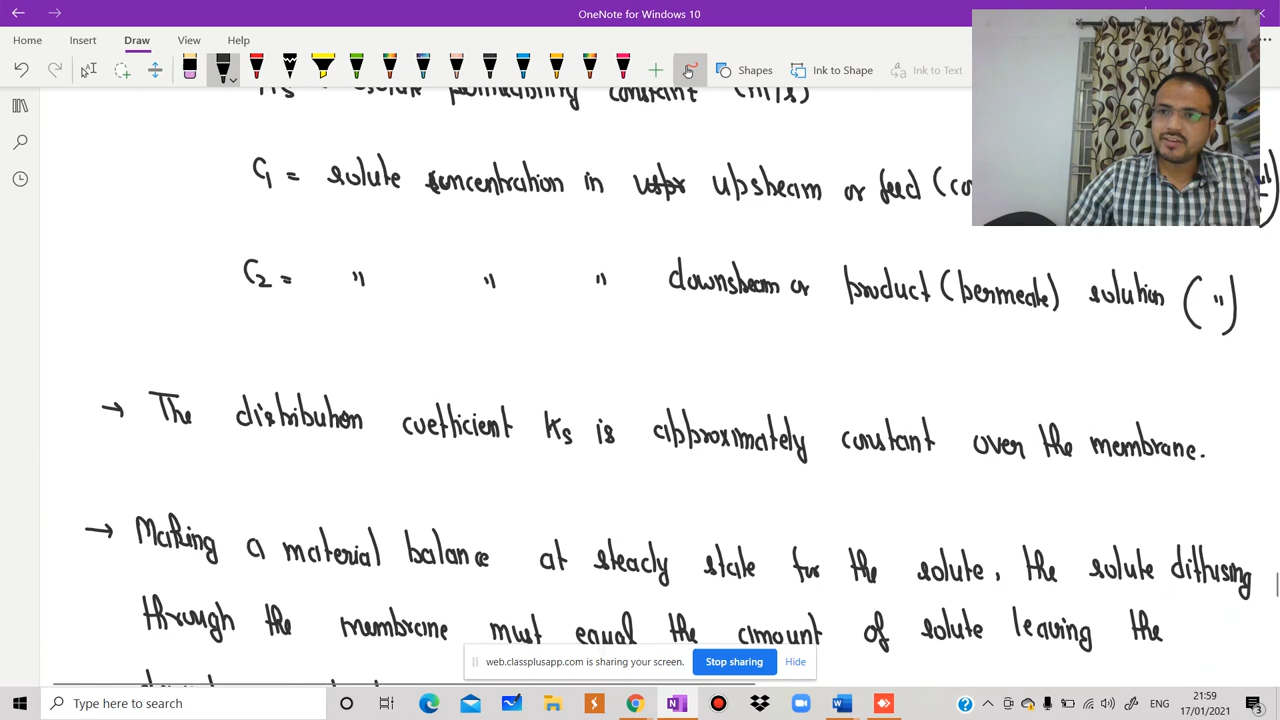 OneNote for Windows 10
Home Insert Draw View Help
Shapes Ink to Shape Ink to Text
constant (m/s)
C1 = solute concentration in upstream or feed
C2 = " " " downstream or product (permeate) solution ( " )
→ The distribution coefficient Ks is approximately constant over the membrane.
→ Making a material balance at steady state for the solute, the solute diffusing
through the membrane must equal the amount of solute leaving the
web.classplusapp.com is sharing your screen. Stop sharing Hide
Type here to search
ENG
21:59
17/01/2021
3